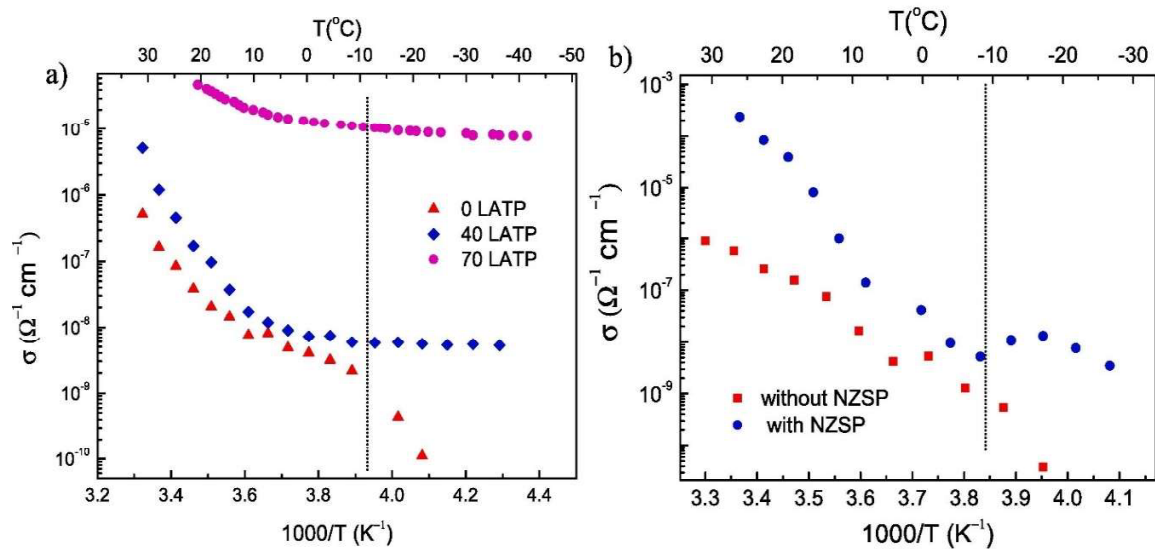 T(°C)
30 20 10 0 -10 -20 -30 -40 -50
a)
10⁻⁵
10⁻⁶
10⁻⁷
10⁻⁸
10⁻⁹
10⁻¹⁰
σ (Ω⁻¹ cm⁻¹)
0 LATP
40 LATP
70 LATP
3.2 3.4 3.6 3.8 4.0 4.2 4.4
1000/T (K⁻¹)
T(°C)
30 20 10 0 -10 -20 -30
b)
10⁻³
10⁻⁵
10⁻⁷
10⁻⁹
σ (Ω⁻¹ cm⁻¹)
without NZSP
with NZSP
3.3 3.4 3.5 3.6 3.7 3.8 3.9 4.0 4.1
1000/T (K⁻¹)